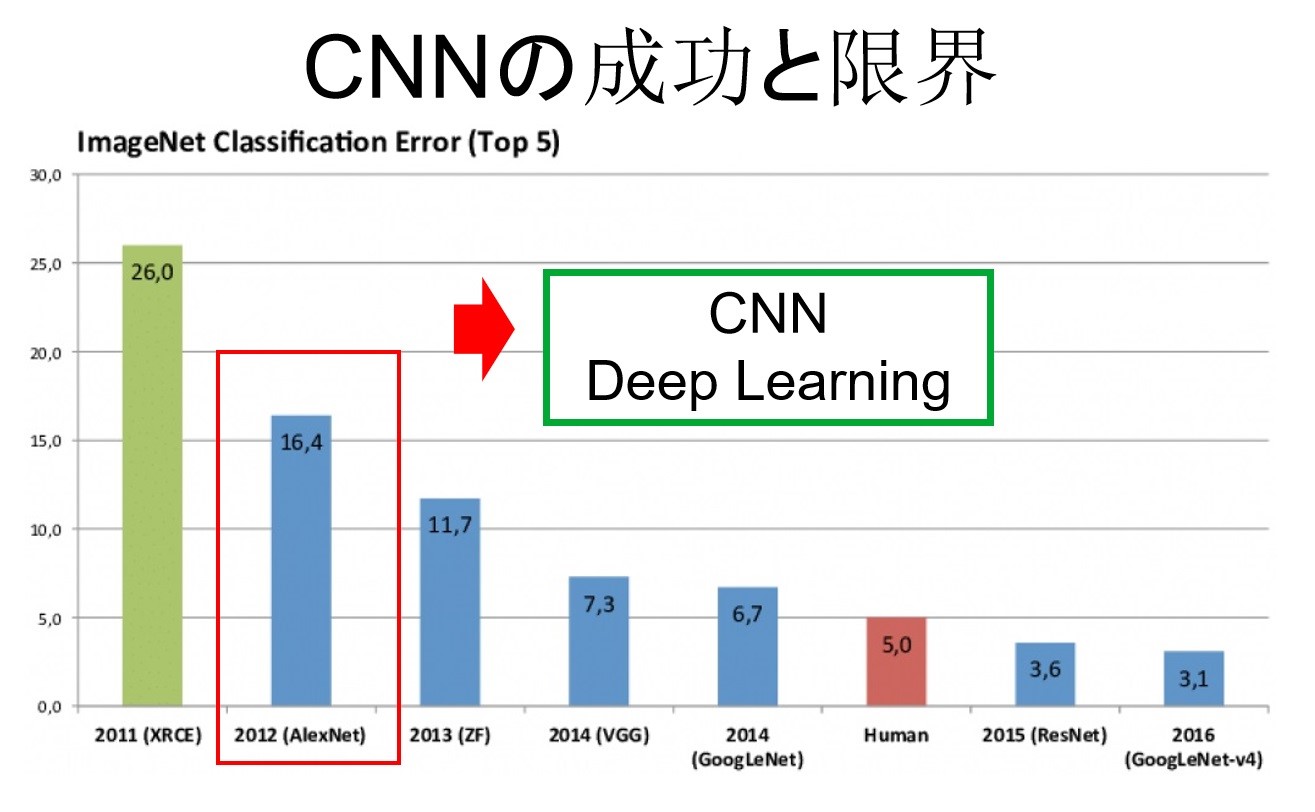 CNNの成功と限界
ImageNet Classification Error (Top 5)
30,0
25,0
20,0
15,0
10,0
5,0
0,0
26,0
16,4
11,7
7,3
6,7
5,0
3,6
3,1
CNN
Deep Learning
2011 (XRCE)
2012 (AlexNet)
2013 (ZF)
2014 (VGG)
2014
(GoogLeNet)
Human
2015 (ResNet)
2016
(GoogLeNet-v4)